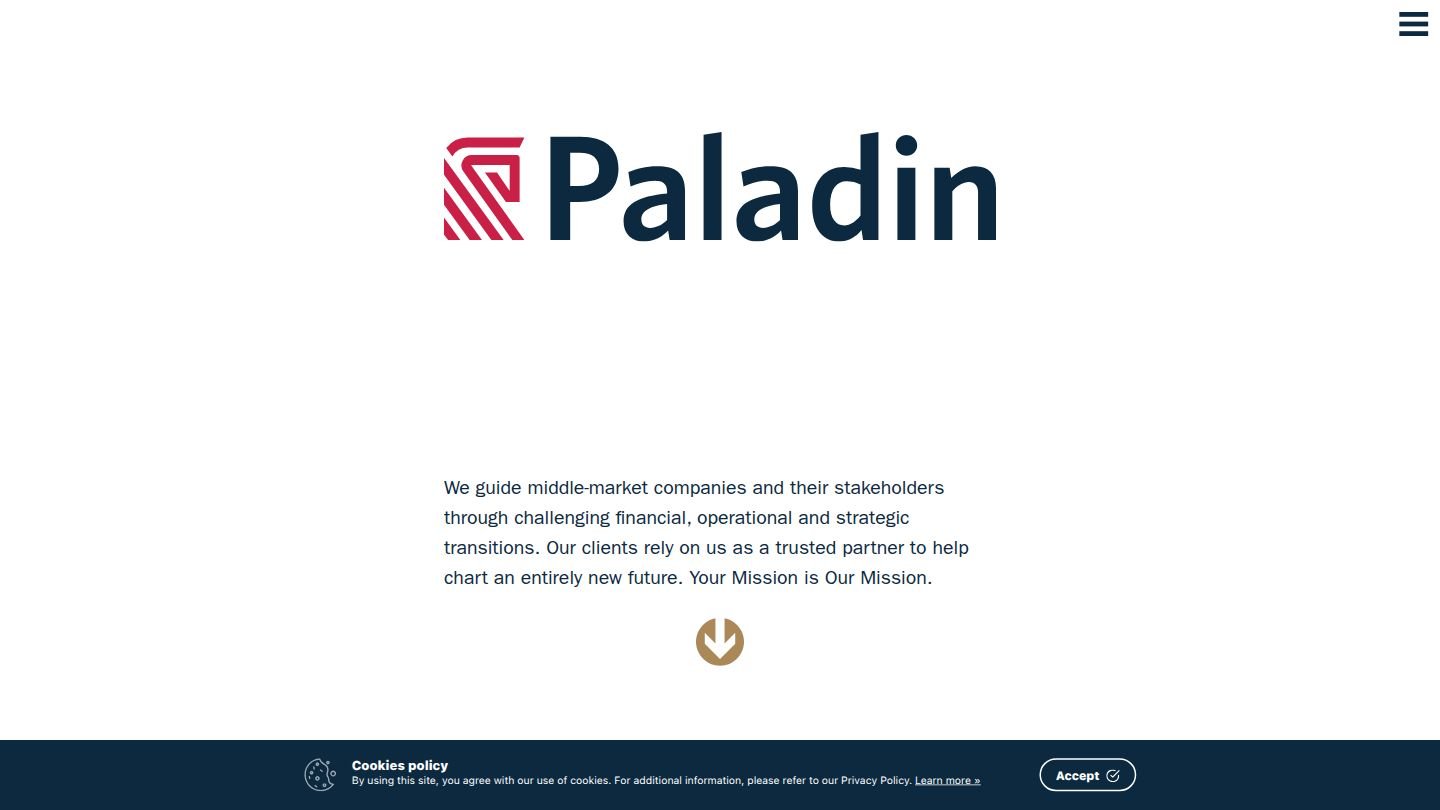 Paladin
We guide middle-market companies and their stakeholders
through challenging financial, operational and strategic
transitions. Our clients rely on us as a trusted partner to help
chart an entirely new future. Your Mission is Our Mission.
Cookies policy
By using this site, you agree with our use of cookies. For additional information, please refer to our Privacy Policy. Learn more »
Accept